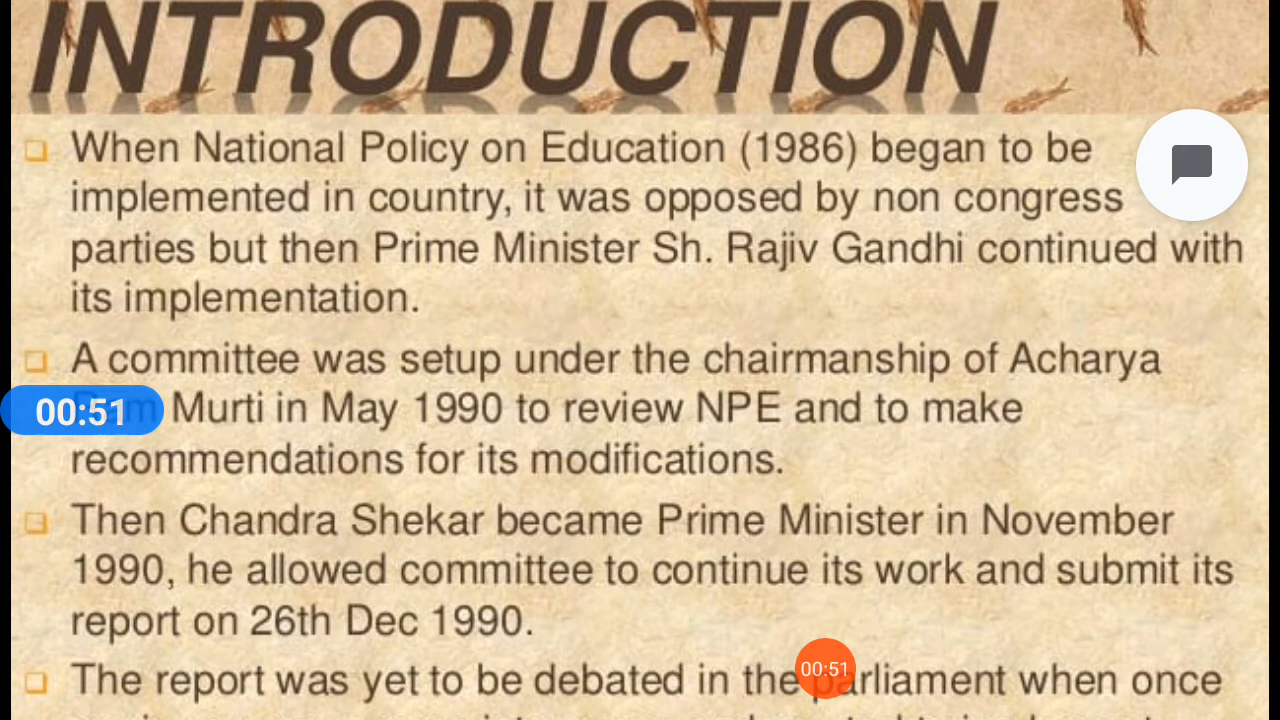 INTRODUCTION
When National Policy on Education (1986) began to be
implemented in country, it was opposed by non congress
parties but then Prime Minister Sh. Rajiv Gandhi continued with
its implementation.
A committee was setup under the chairmanship of Acharya
00:51
Murti in May 1990 to review NPE and to make
recommendations for its modifications.
Then Chandra Shekar became Prime Minister in November
1990, he allowed committee to continue its work and submit its
report on 26th Dec 1990.
The report was yet to be debated in the parliament when once
00:51